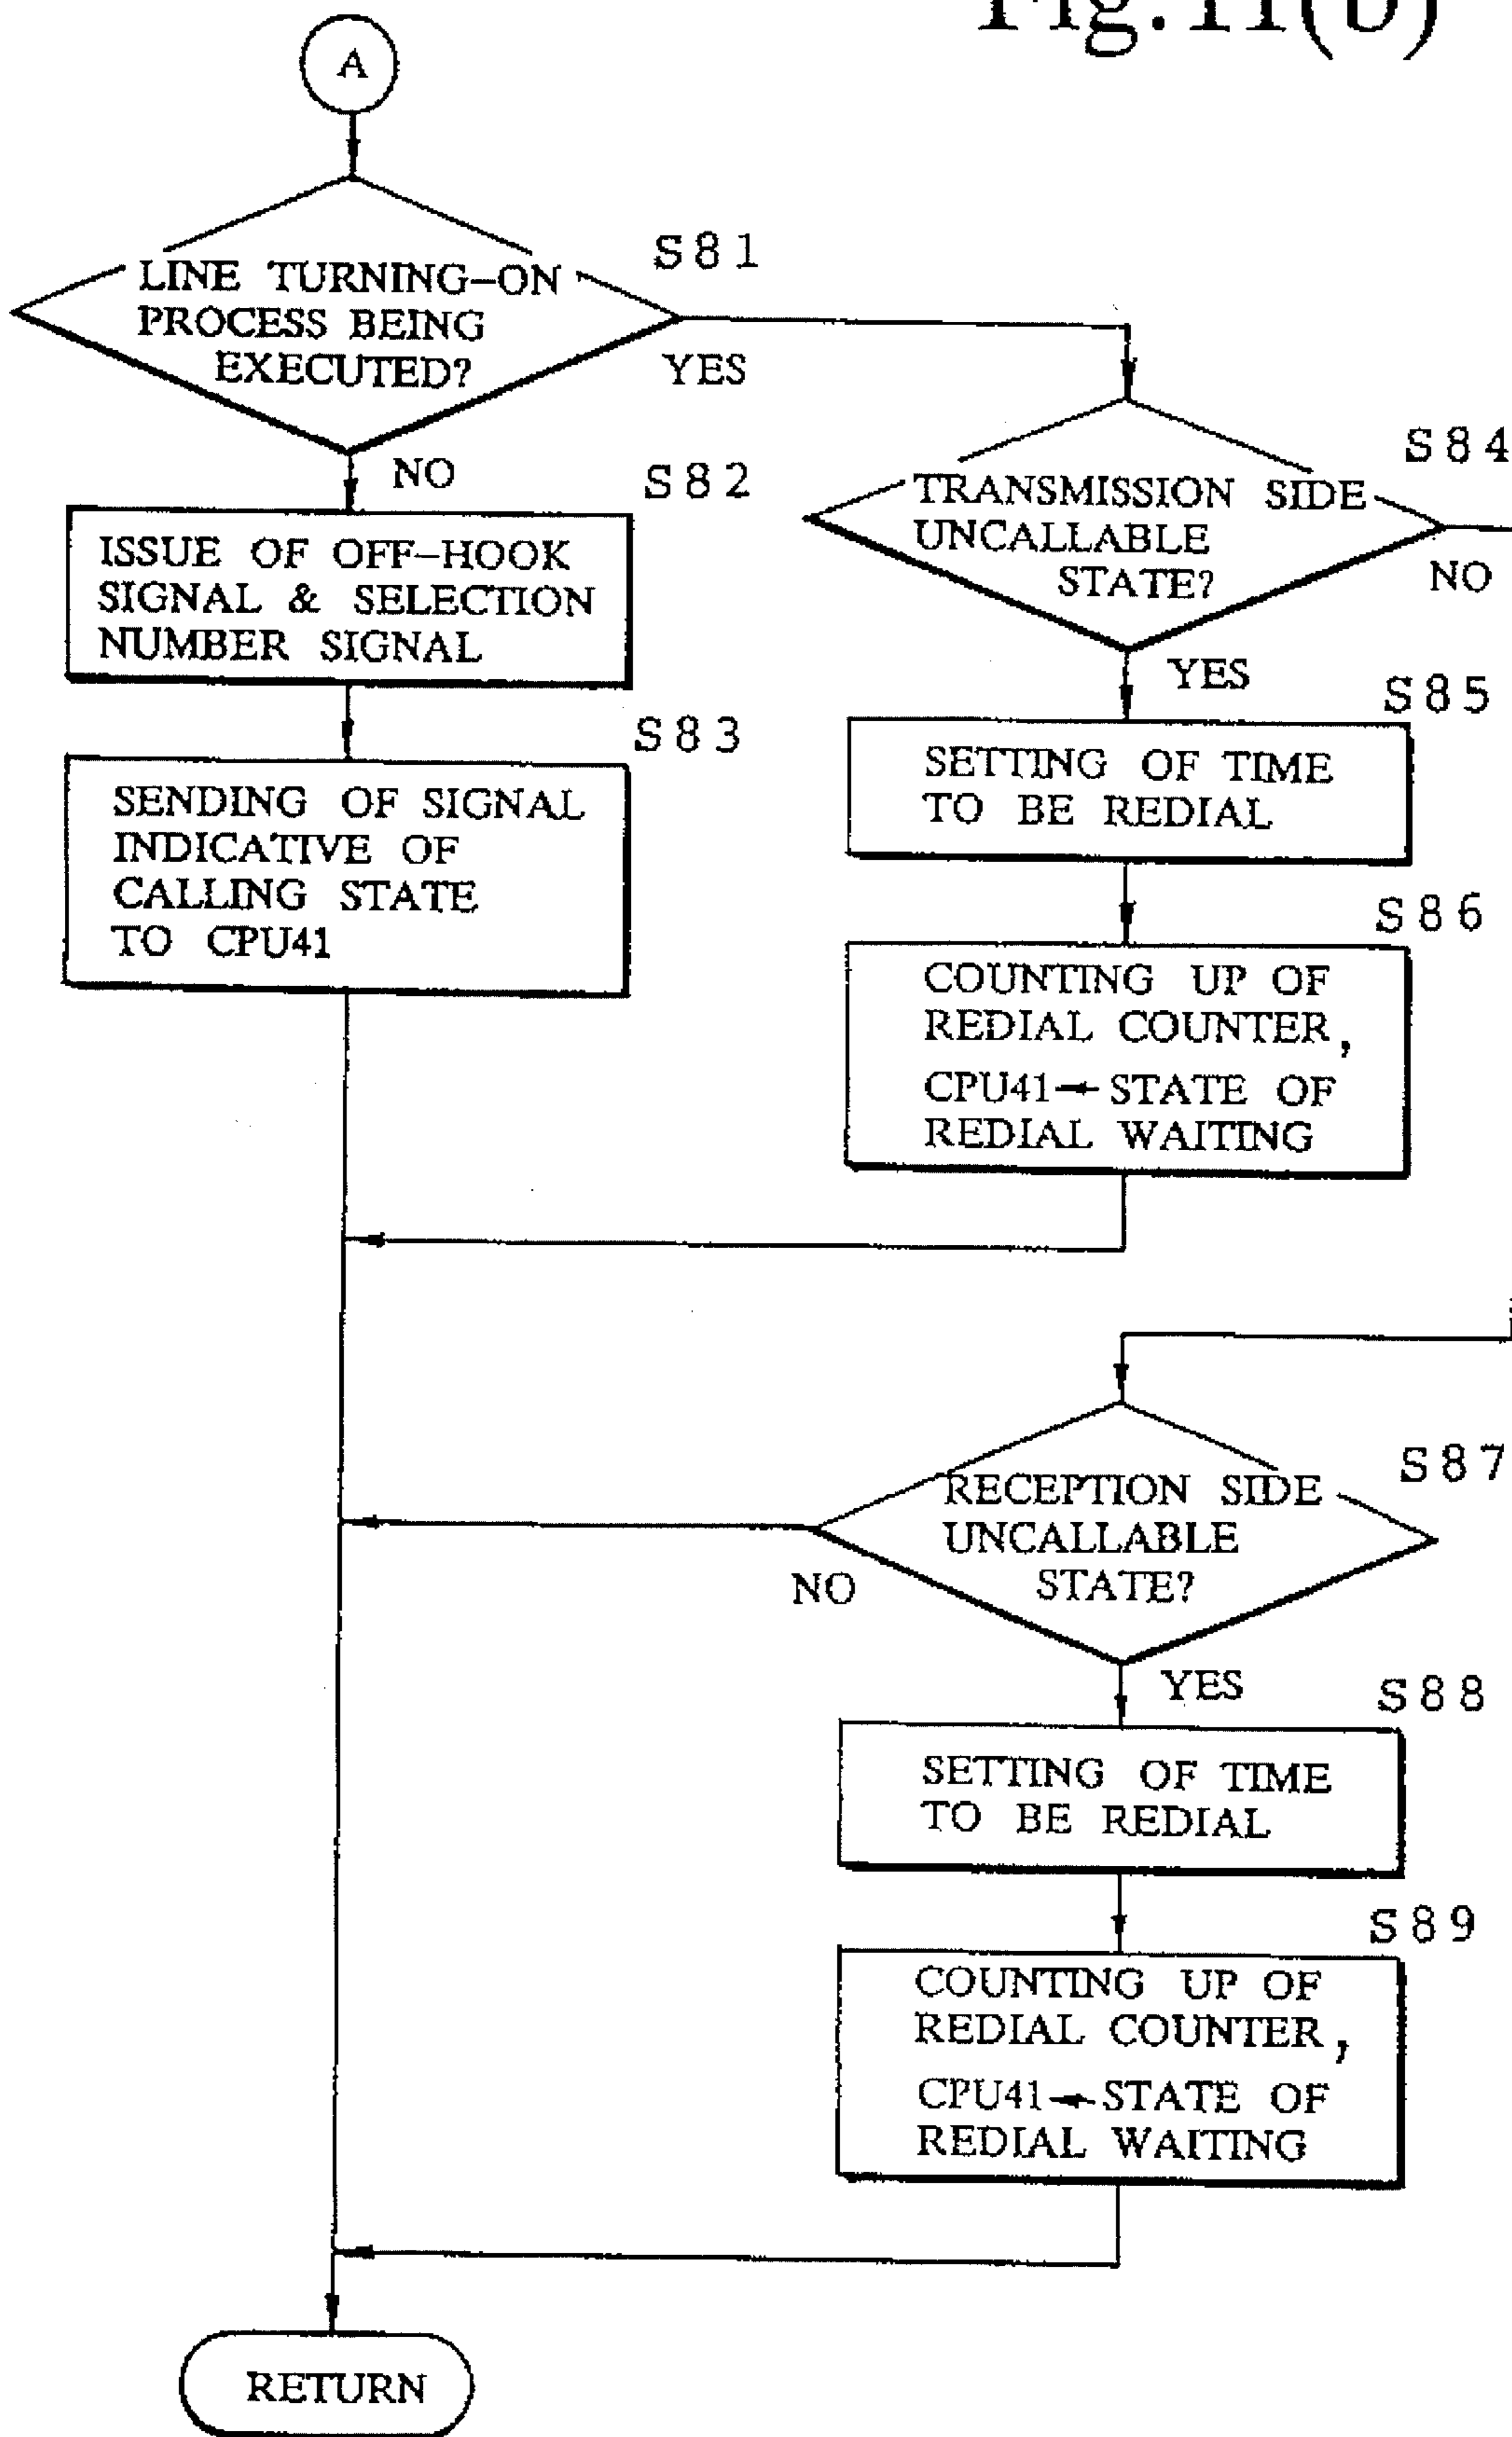 Fig.11(b)
A
LINE TURNING-ON
PROCESS BEING
EXECUTED?
S81
YES
NO
S82
ISSUE OF OFF-HOOK
SIGNAL & SELECTION
NUMBER SIGNAL
S83
SENDING OF SIGNAL
INDICATIVE OF
CALLING STATE
TO CPU41
S84
TRANSMISSION SIDE
UNCALLABLE
STATE?
NO
YES
S85
SETTING OF TIME
TO BE REDIAL
S86
COUNTING UP OF
REDIAL COUNTER,
CPU41←STATE OF
REDIAL WAITING
S87
RECEPTION SIDE
UNCALLABLE
STATE?
NO
YES
S88
SETTING OF TIME
TO BE REDIAL
S89
COUNTING UP OF
REDIAL COUNTER,
CPU41←STATE OF
REDIAL WAITING
RETURN